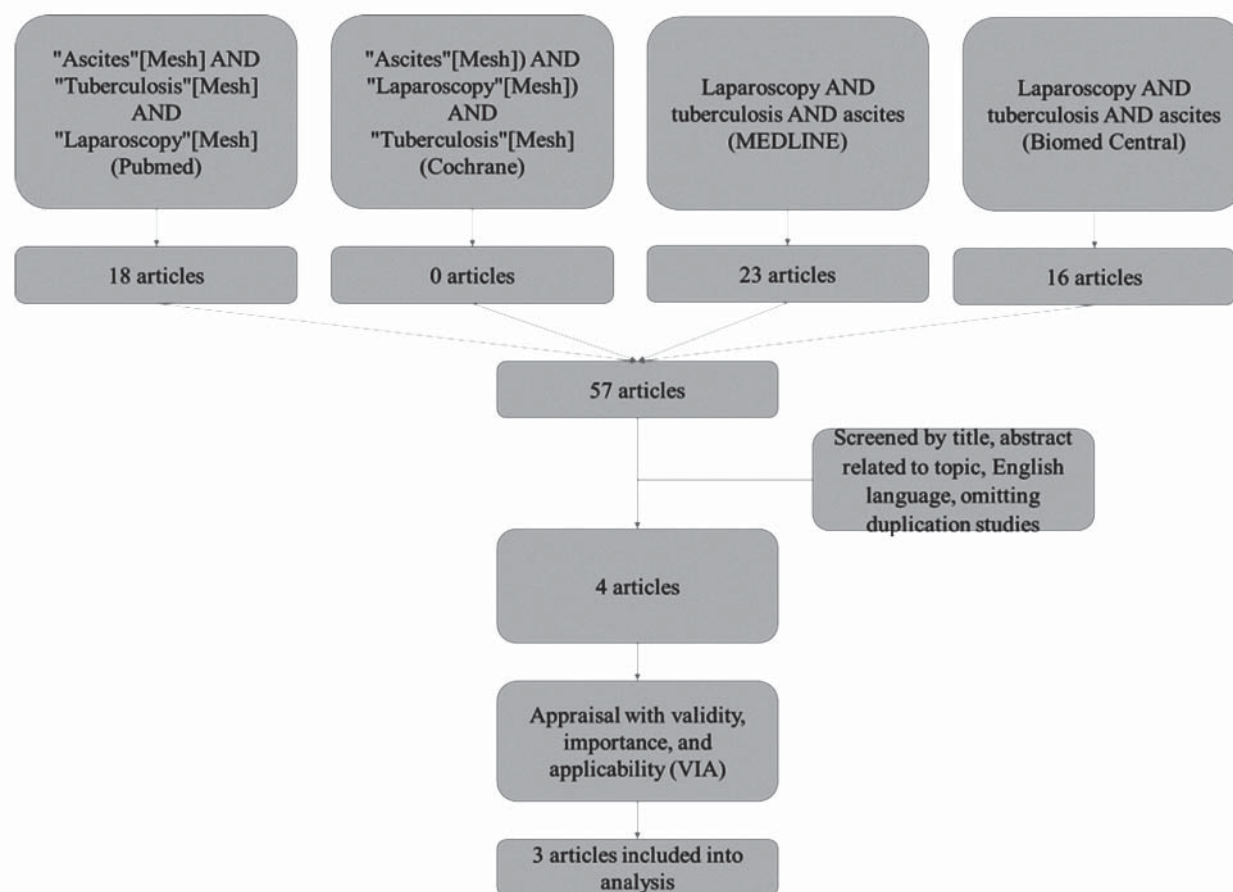 "Ascites"[Mesh] AND
"Tuberculosis"[Mesh]
AND
"Laparoscopy"[Mesh]
(Pubmed)
"Ascites"[Mesh]) AND
"Laparoscopy"[Mesh])
AND
"Tuberculosis"[Mesh]
(Cochrane)
Laparoscopy AND
tuberculosis AND ascites
(MEDLINE)
Laparoscopy AND
tuberculosis AND ascites
(Biomed Central)
18 articles
0 articles
23 articles
16 articles
57 articles
Screened by title, abstract
related to topic, English
language, omitting
duplication studies
4 articles
Appraisal with validity,
importance, and
applicability (VIA)
3 articles included into
analysis